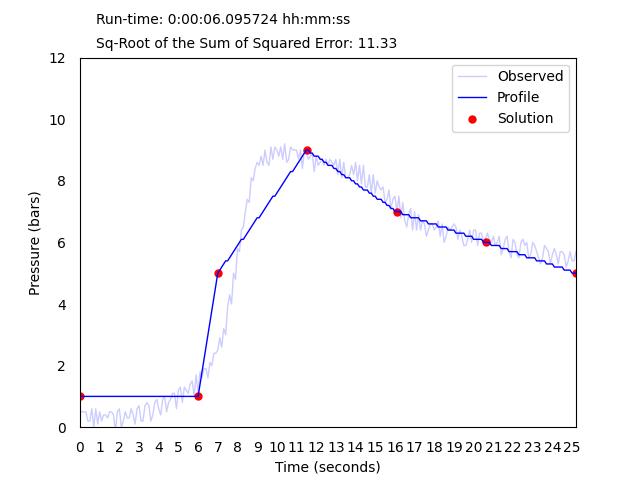 Run-time: 0:00:06.095724 hh:mm:ss
Sq-Root of the Sum of Squared Error: 11.33
12
10
8
6
4
2
0
Pressure (bars)
Observed
Profile
Solution
0 1 2 3 4 5 6 7 8 9 10 11 12 13 14 15 16 17 18 19 20 21 22 23 24 25
Time (seconds)